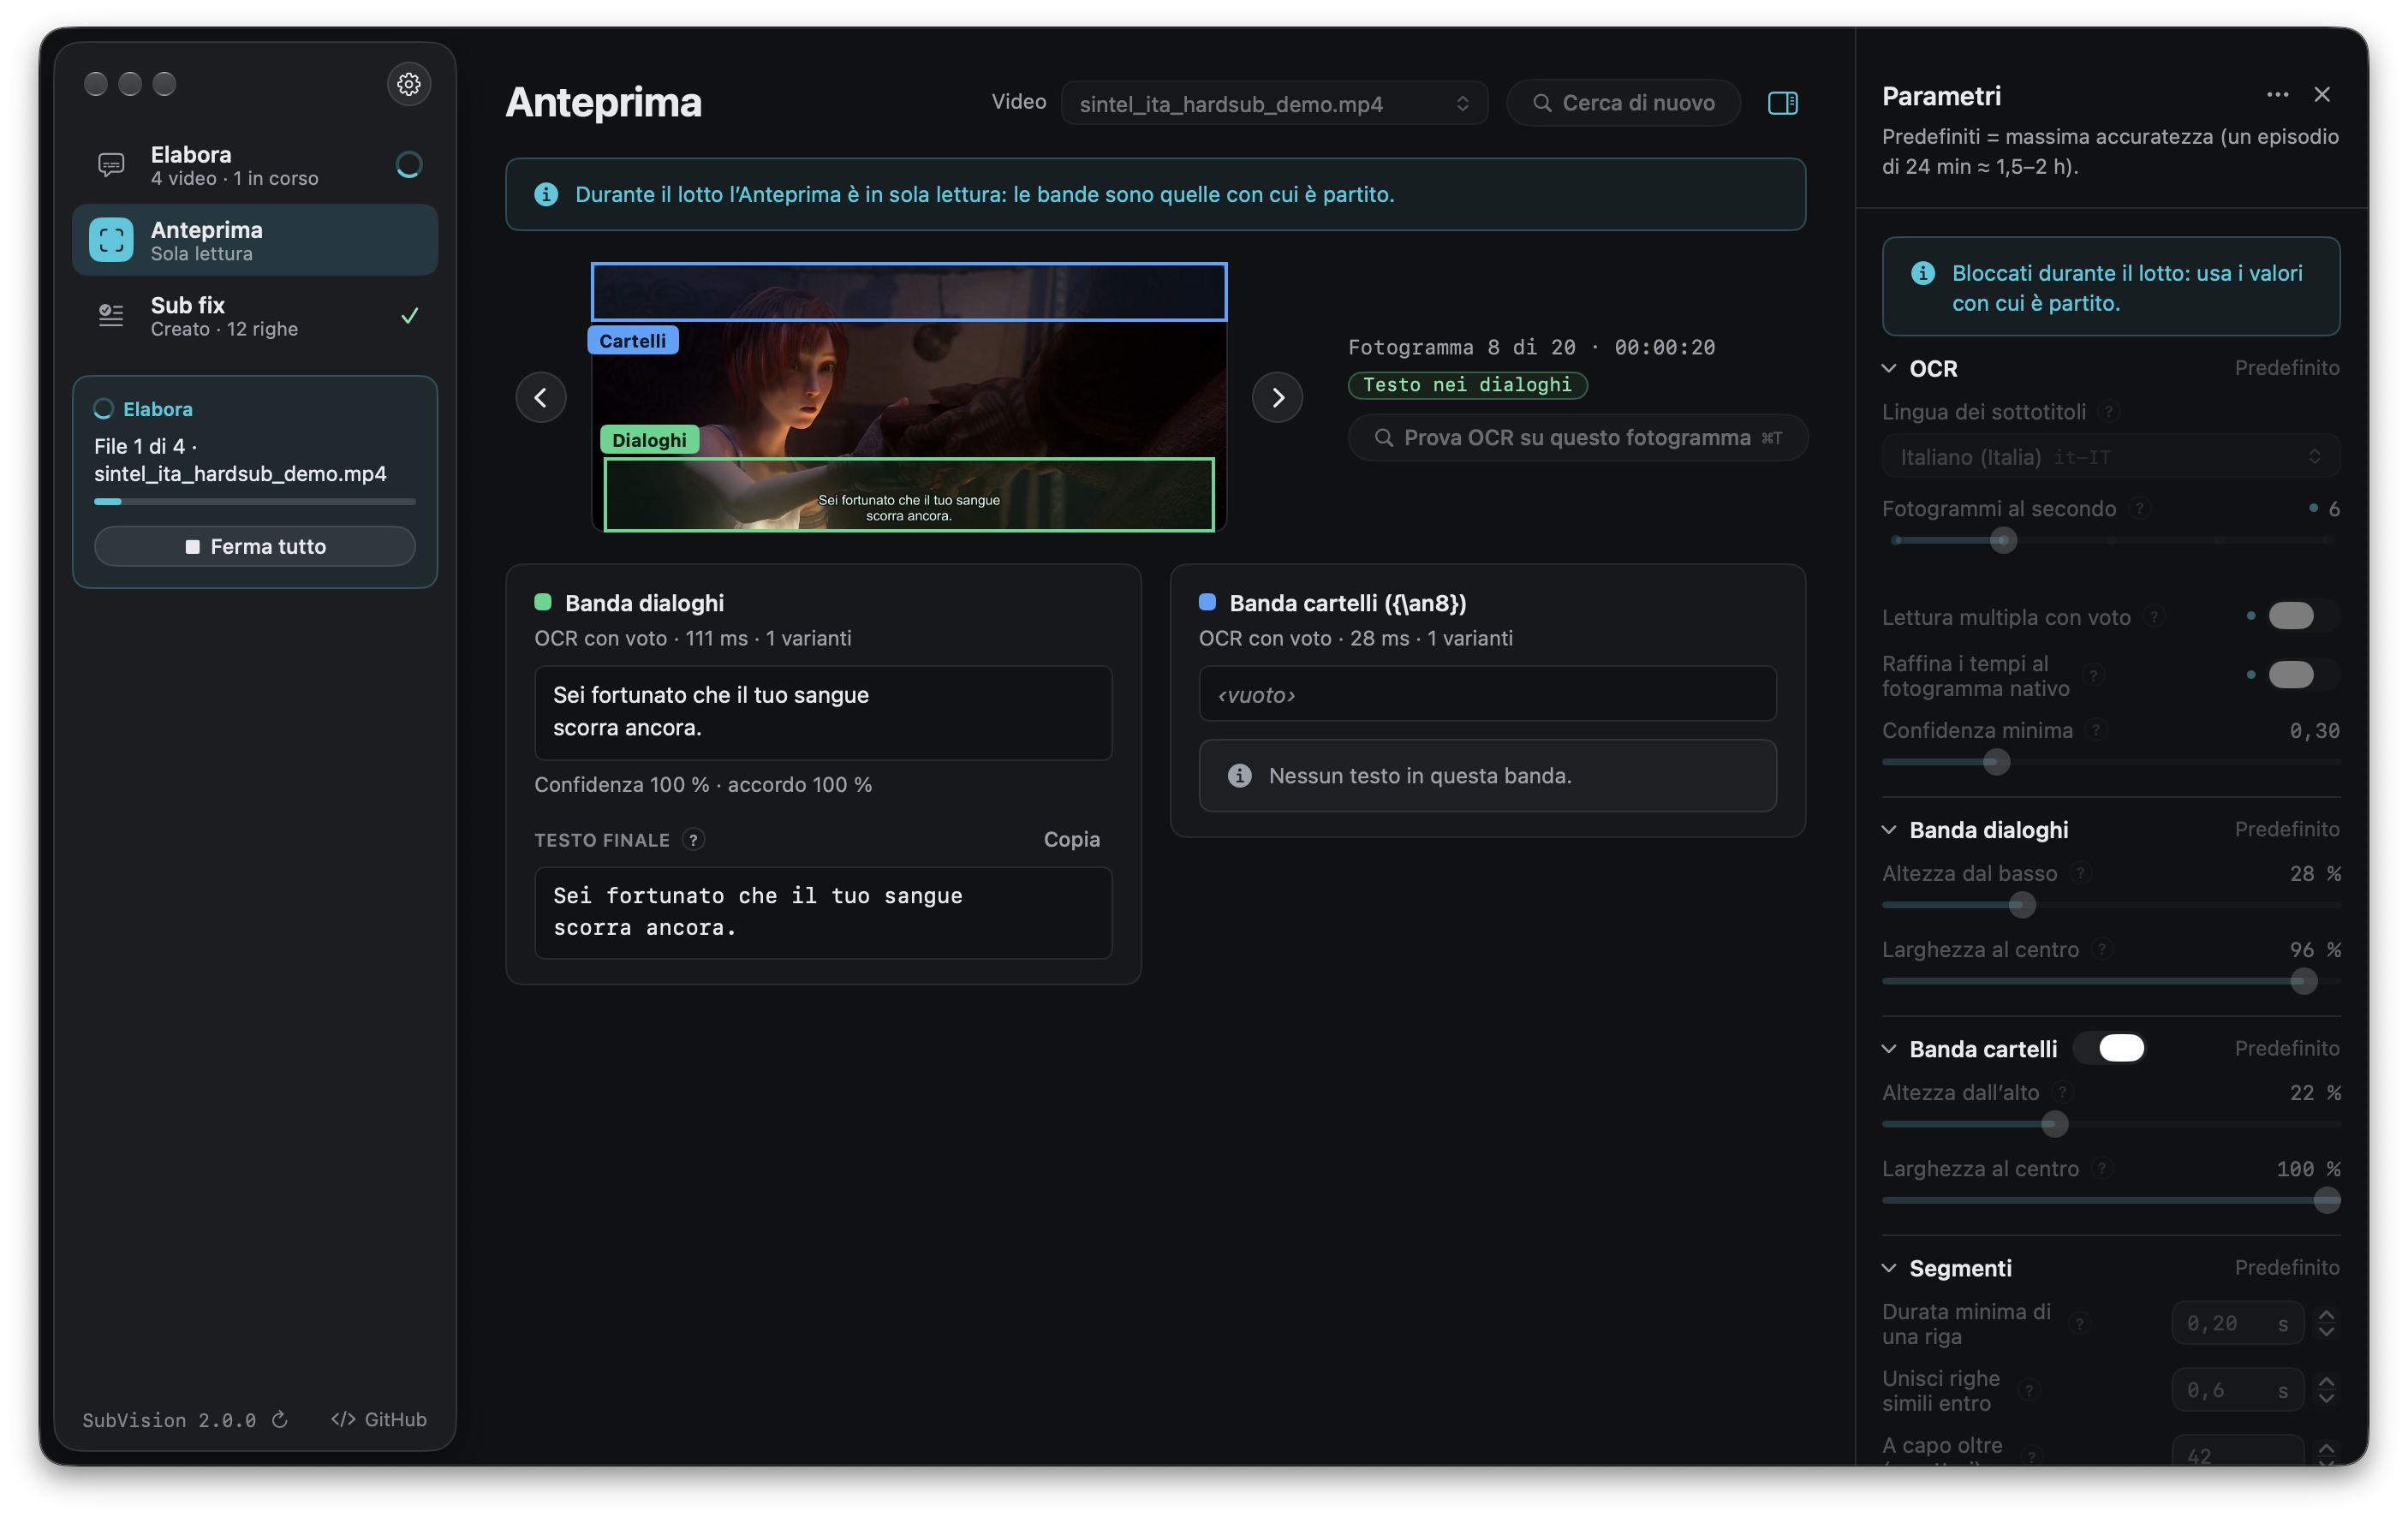 Elabora
4 video · 1 in corso
Anteprima
Sola lettura
Sub fix
Creato · 12 righe
Elabora
File 1 di 4 ·
sintel_ita_hardsub_demo.mp4
Ferma tutto
SubVision 2.0.0
</> GitHub
Anteprima
Video
sintel_ita_hardsub_demo.mp4
Cerca di nuovo
Durante il lotto l’Anteprima è in sola lettura: le bande sono quelle con cui è partito.
Cartelli
Dialoghi
Sei fortunato che il tuo sangue
scorra ancora.
Fotogramma 8 di 20 · 00:00:20
Testo nei dialoghi
Prova OCR su questo fotogramma ⌘T
Banda dialoghi
OCR con voto · 111 ms · 1 varianti
Sei fortunato che il tuo sangue
scorra ancora.
Confidenza 100 % · accordo 100 %
TESTO FINALE ?
Copia
Sei fortunato che il tuo sangue
scorra ancora.
Banda cartelli ({\an8})
OCR con voto · 28 ms · 1 varianti
‹vuoto›
Nessun testo in questa banda.
Parametri
Predefiniti = massima accuratezza (un episodio
di 24 min ≈ 1,5–2 h).
Bloccati durante il lotto: usa i valori
con cui è partito.
OCR
Predefinito
Lingua dei sottotitoli ?
Italiano (Italia) it-IT
Fotogrammi al secondo ?
6
Lettura multipla con voto ?
Raffina i tempi al
fotogramma nativo ?
Confidenza minima ?
0,30
Banda dialoghi
Predefinito
Altezza dal basso ?
28 %
Larghezza al centro ?
96 %
Banda cartelli
Predefinito
Altezza dall’alto ?
22 %
Larghezza al centro ?
100 %
Segmenti
Predefinito
Durata minima di
una riga ?
0,20 s
Unisci righe
simili entro ?
0,6 s
A capo oltre
42